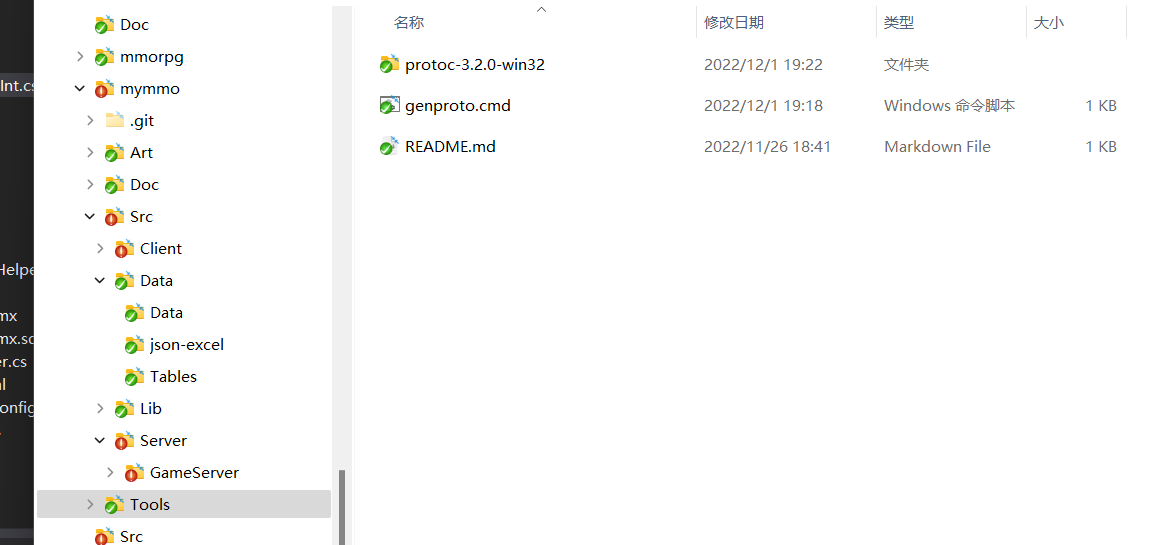 Int.cs
Helpe
mx
mx.sc
er.cs
al
onfig
Doc
mmorpg
mymmo
.git
Art
Doc
Src
Client
Data
Data
json-excel
Tables
Lib
Server
GameServer
Tools
Src
名称 修改日期 类型 大小
protoc-3.2.0-win32 2022/12/1 19:22 文件夹
genproto.cmd 2022/12/1 19:18 Windows 命令脚本 1 KB
README.md 2022/11/26 18:41 Markdown File 1 KB